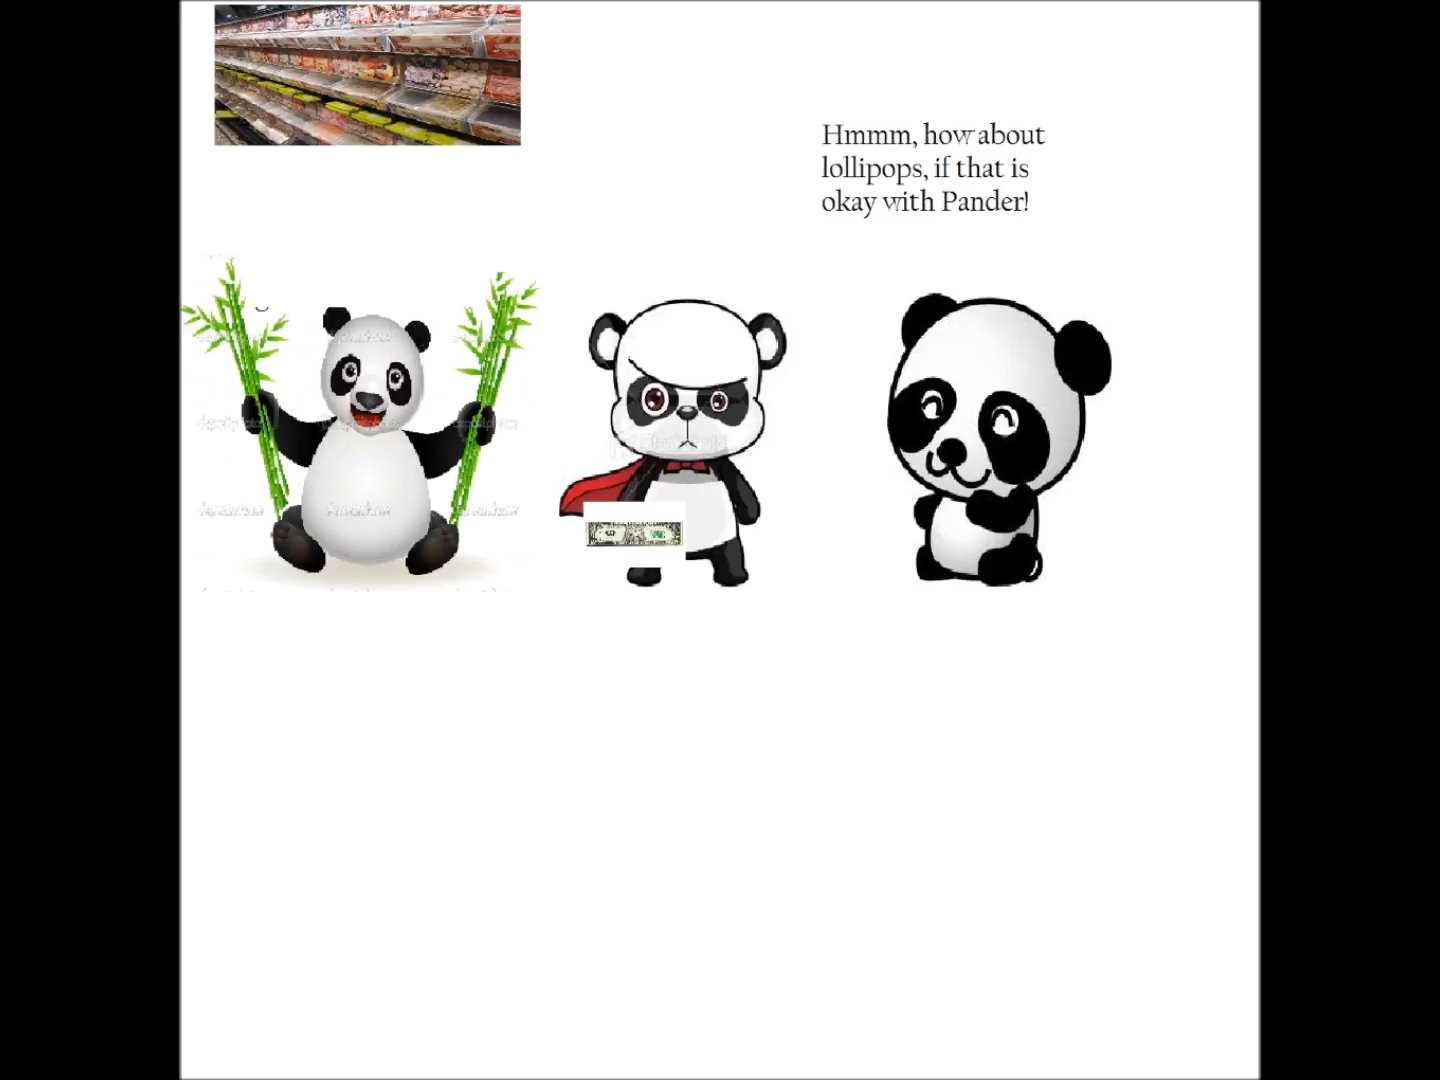 Hmmm, how about
lollipops, if that is
okay with Pander!